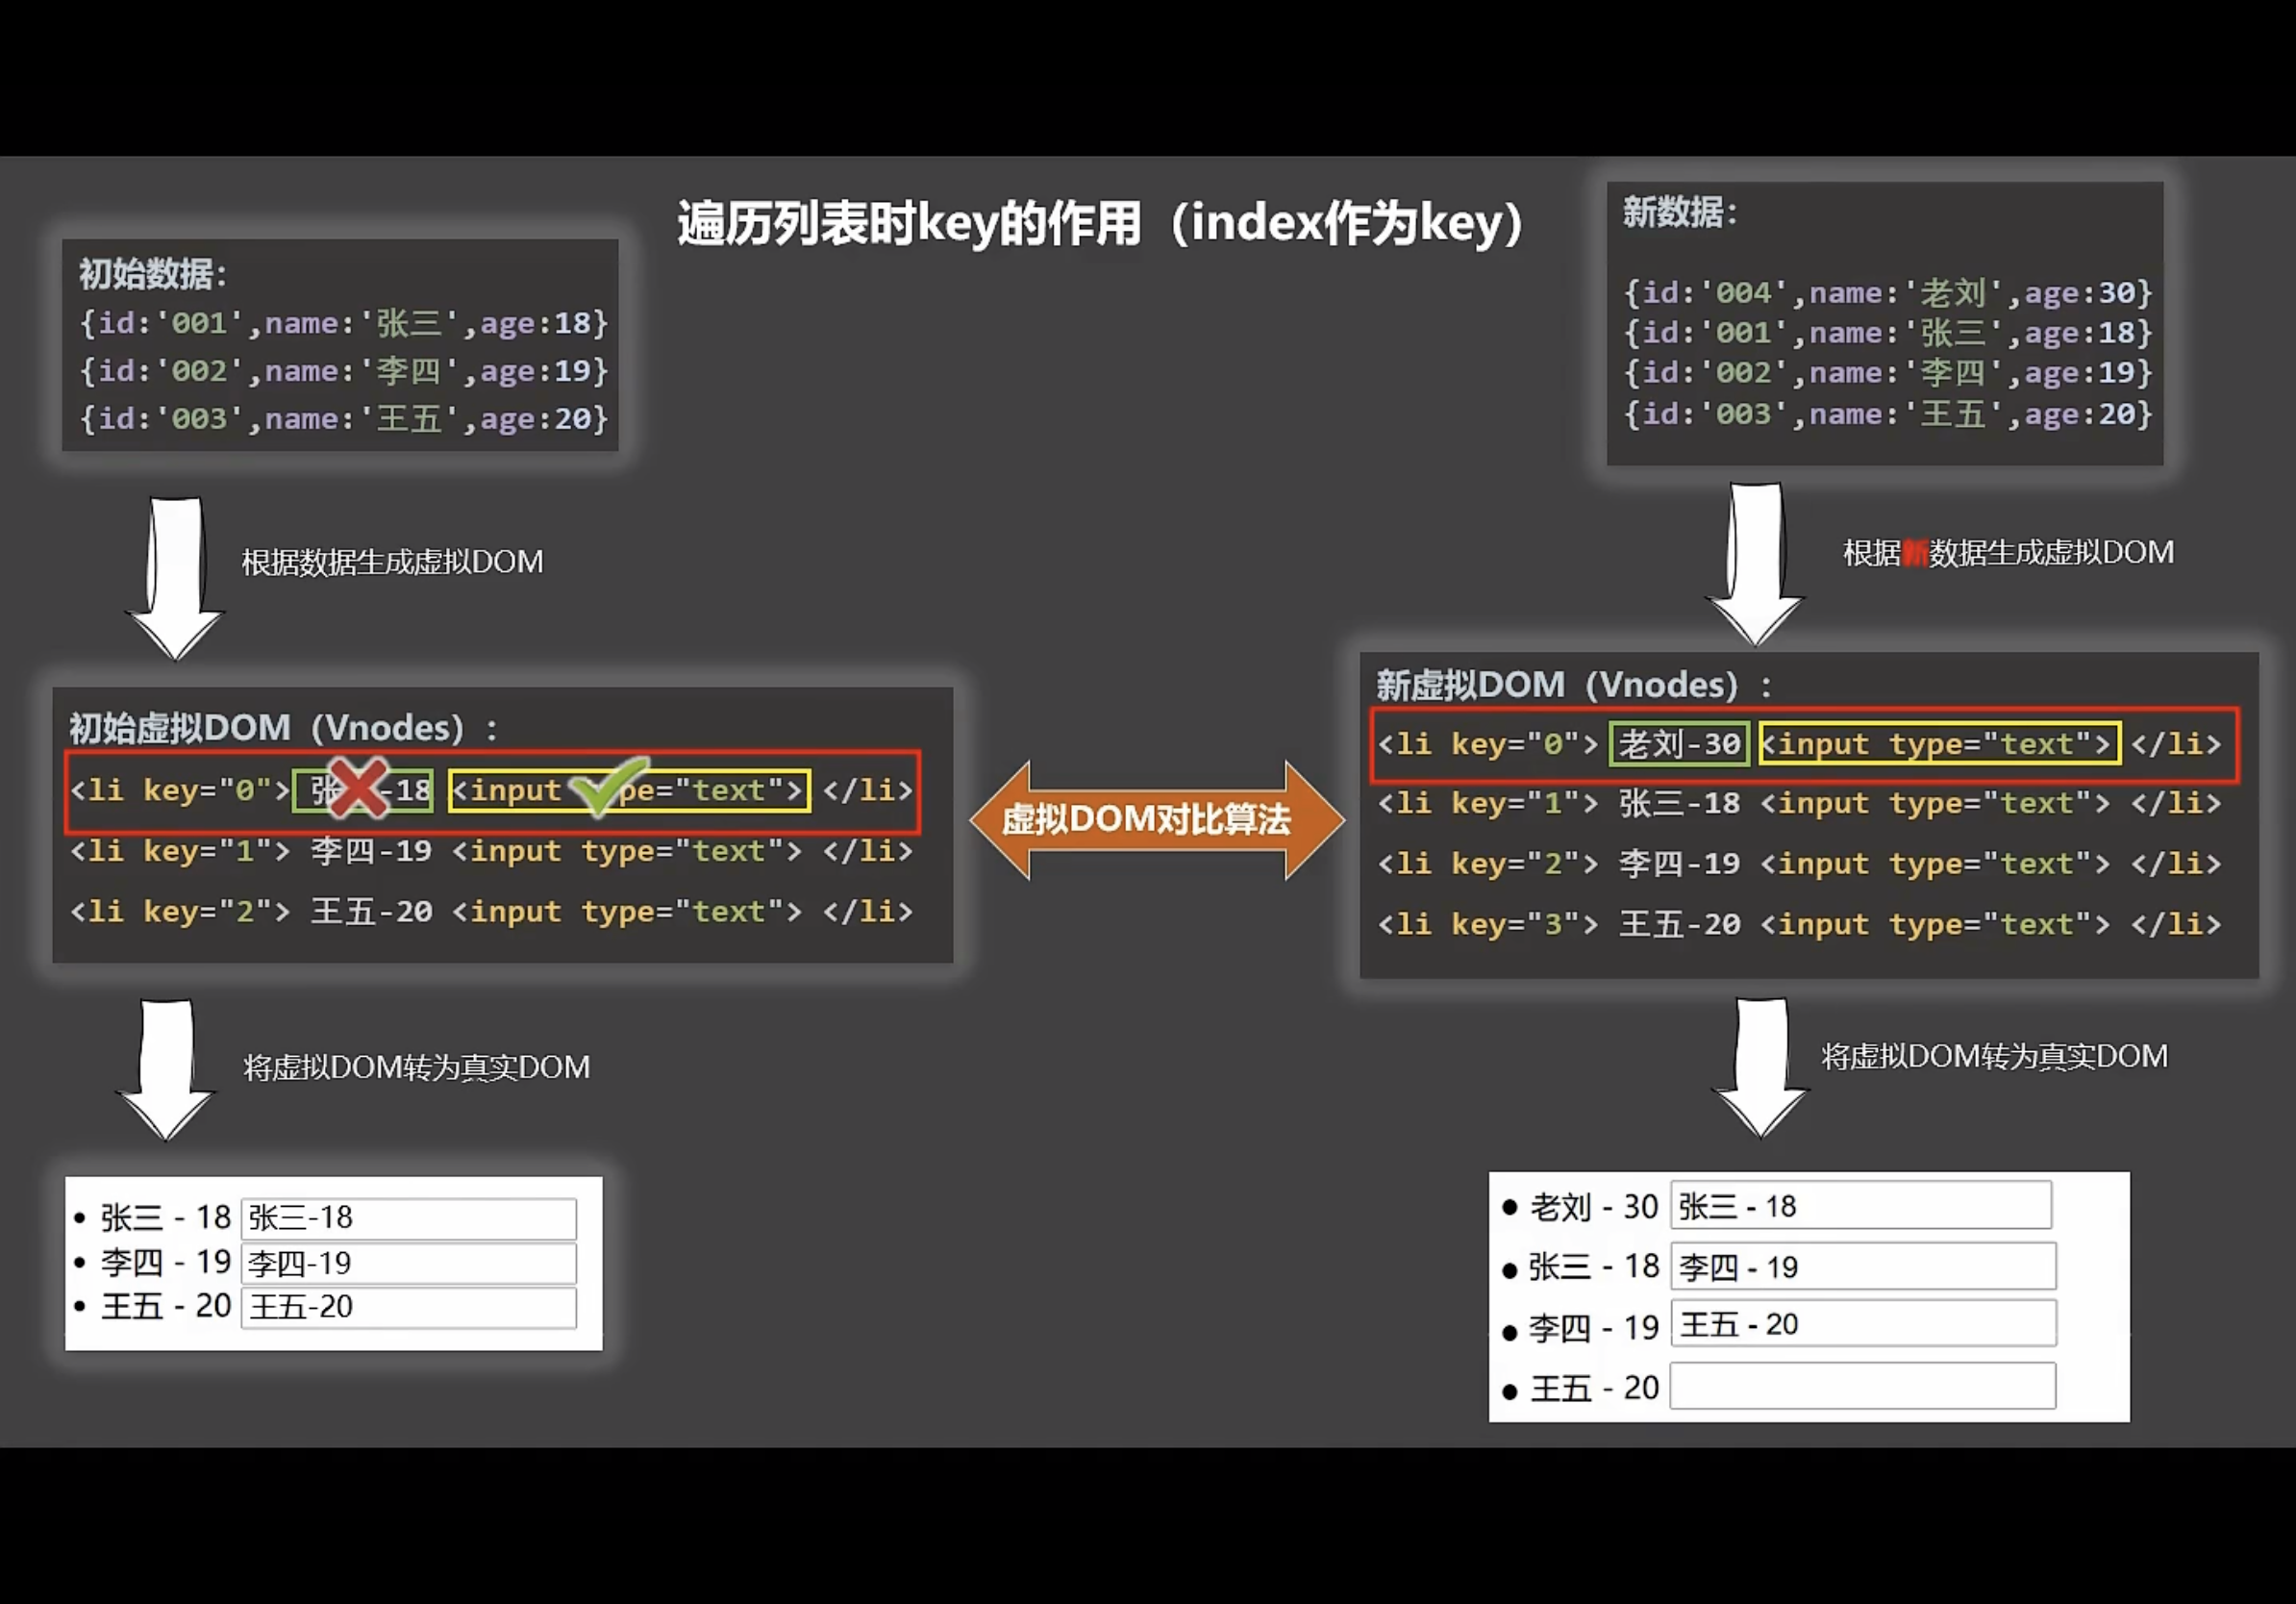 遍历列表时key的作用（index作为key）
初始数据：
{id:'001',name:'张三',age:18}
{id:'002',name:'李四',age:19}
{id:'003',name:'王五',age:20}
根据数据生成虚拟DOM
初始虚拟DOM（Vnodes）：
<li key="0"> 张 -18 <input pe="text"> </li>
<li key="1"> 李四-19 <input type="text"> </li>
<li key="2"> 王五-20 <input type="text"> </li>
将虚拟DOM转为真实DOM
• 张三 - 18 张三-18
• 李四 - 19 李四-19
• 王五 - 20 王五-20
虚拟DOM对比算法
新数据：
{id:'004',name:'老刘',age:30}
{id:'001',name:'张三',age:18}
{id:'002',name:'李四',age:19}
{id:'003',name:'王五',age:20}
根据新数据生成虚拟DOM
新虚拟DOM（Vnodes）：
<li key="0"> 老刘-30 <input type="text"> </li>
<li key="1"> 张三-18 <input type="text"> </li>
<li key="2"> 李四-19 <input type="text"> </li>
<li key="3"> 王五-20 <input type="text"> </li>
将虚拟DOM转为真实DOM
• 老刘 - 30 张三 - 18
• 张三 - 18 李四 - 19
• 李四 - 19 王五 - 20
• 王五 - 20